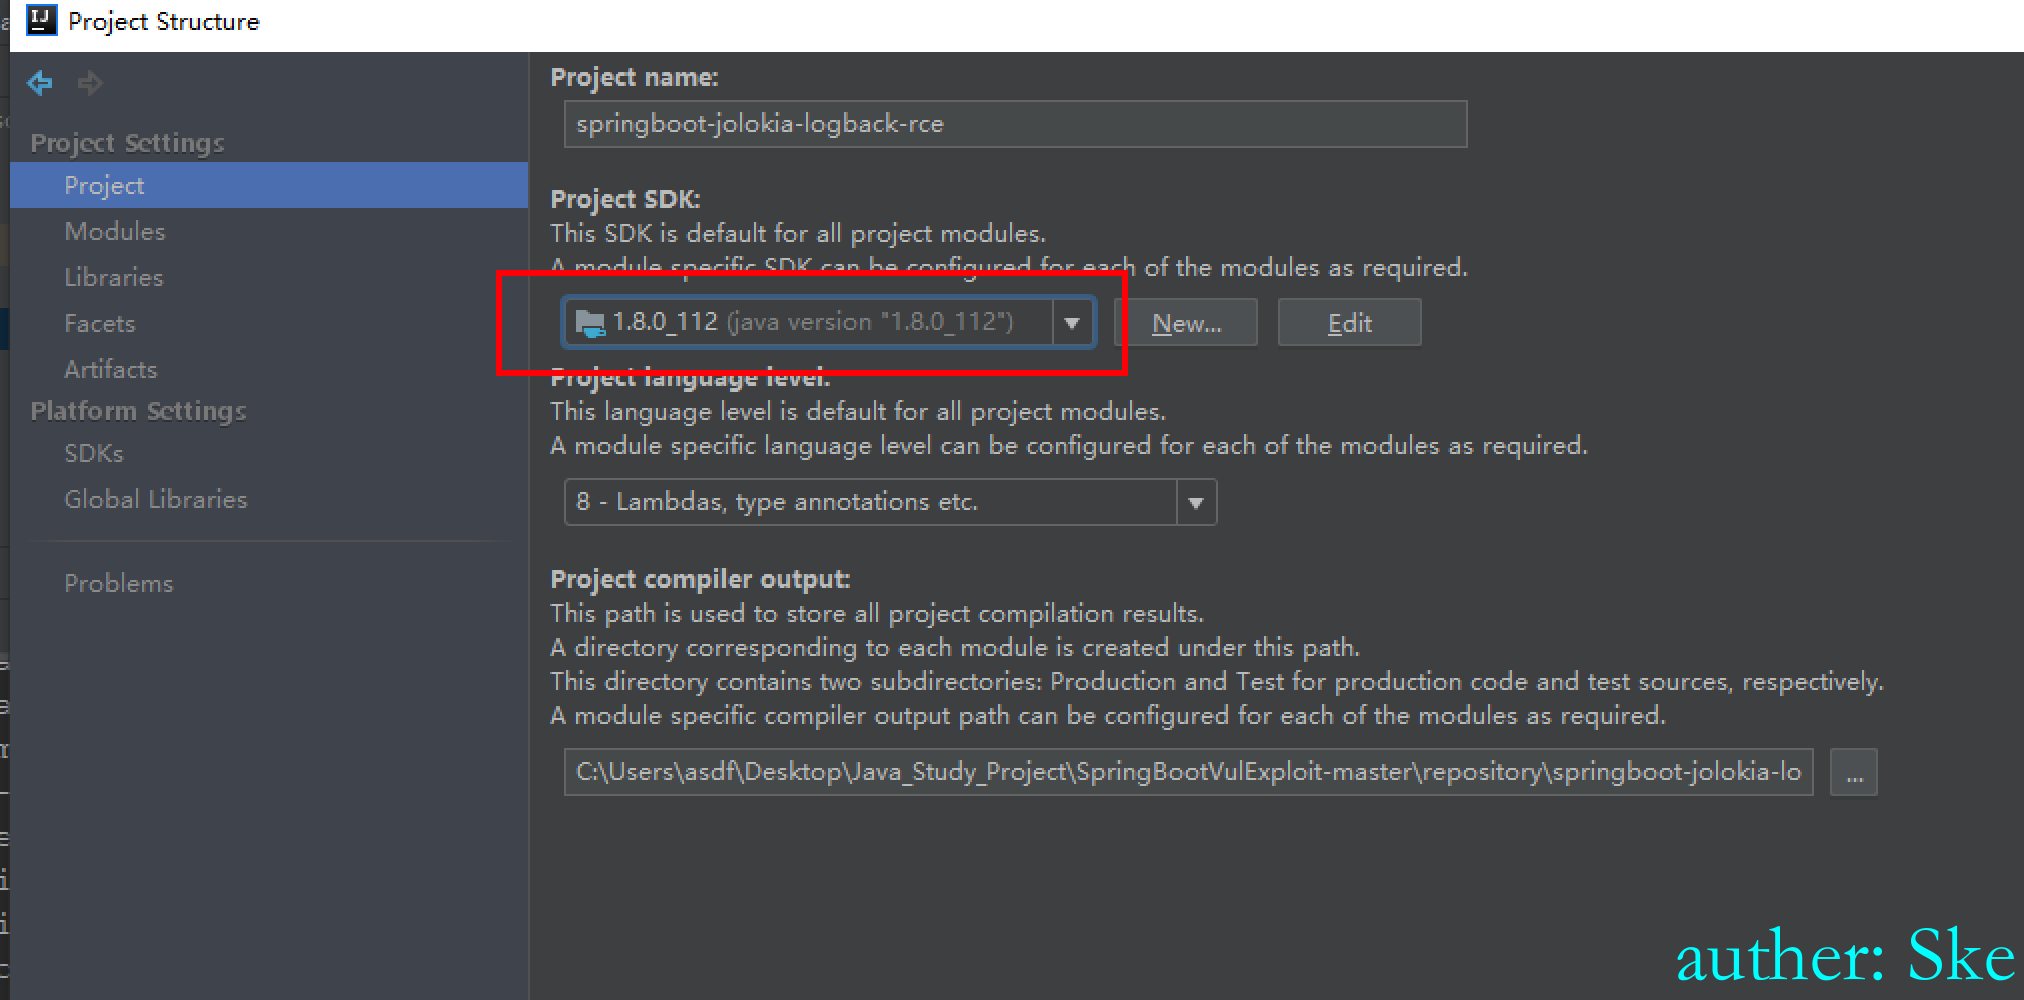 IJ
Project Structure
Project Settings
Project
Modules
Libraries
Facets
Artifacts
Platform Settings
SDKs
Global Libraries
Problems
Project name:
springboot-jolokia-logback-rce
Project SDK:
This SDK is default for all project modules.
A module specific SDK can be configured for each of the modules as required.
1.8.0_112 (java version "1.8.0_112")
New...
Edit
Project language level:
This language level is default for all project modules.
A module specific language level can be configured for each of the modules as required.
8 - Lambdas, type annotations etc.
Project compiler output:
This path is used to store all project compilation results.
A directory corresponding to each module is created under this path.
This directory contains two subdirectories: Production and Test for production code and test sources, respectively.
A module specific compiler output path can be configured for each of the modules as required.
C:\Users\asdf\Desktop\Java_Study_Project\SpringBootVulExploit-master\repository\springboot-jolokia-lo
...
auther: Ske